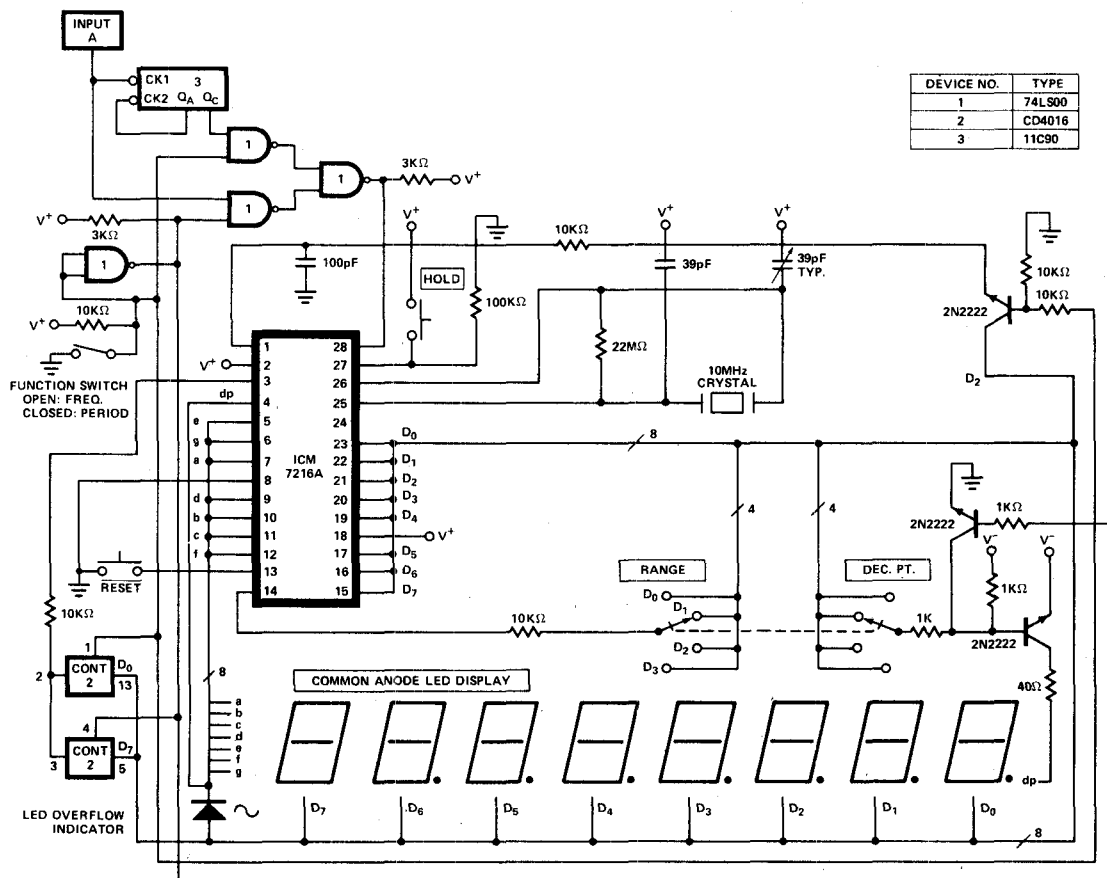 INPUT
A
CK1 3
CK2 QA QC
1
1
1
3KΩ
V+
V+
3KΩ
1
10KΩ
V+
FUNCTION SWITCH
OPEN: FREQ.
CLOSED: PERIOD
DEVICE NO. TYPE
1 74LS00
2 CD4016
3 11C90
V+
HOLD
100pF
100KΩ
10KΩ
V+
39pF
V+
39pF
TYP.
22MΩ
10MHz
CRYSTAL
10KΩ
10KΩ
2N2222
D2
V+
dp
e
g
a
d
b
c
f
ICM
7216A
1 28
2 27
3 26
4 25
5 24
6 23
7 22
8 21
9 20
10 19
11 18
12 17
13 16
14 15
D0
D1
D2
D3
D4
V+
D5
D6
D7
8
4
4
2N2222
1KΩ
V-
V-
1KΩ
RANGE
DEC. PT.
D0
D1
D2
D3
10KΩ
1K
2N2222
40Ω
RESET
10KΩ
1
2
CONT
2
D0
13
4
3
CONT
2
D7
5
8
a
b
c
d
e
f
g
COMMON ANODE LED DISPLAY
dp
D7 D6 D5 D4 D3 D2 D1 D0
8
LED OVERFLOW
INDICATOR